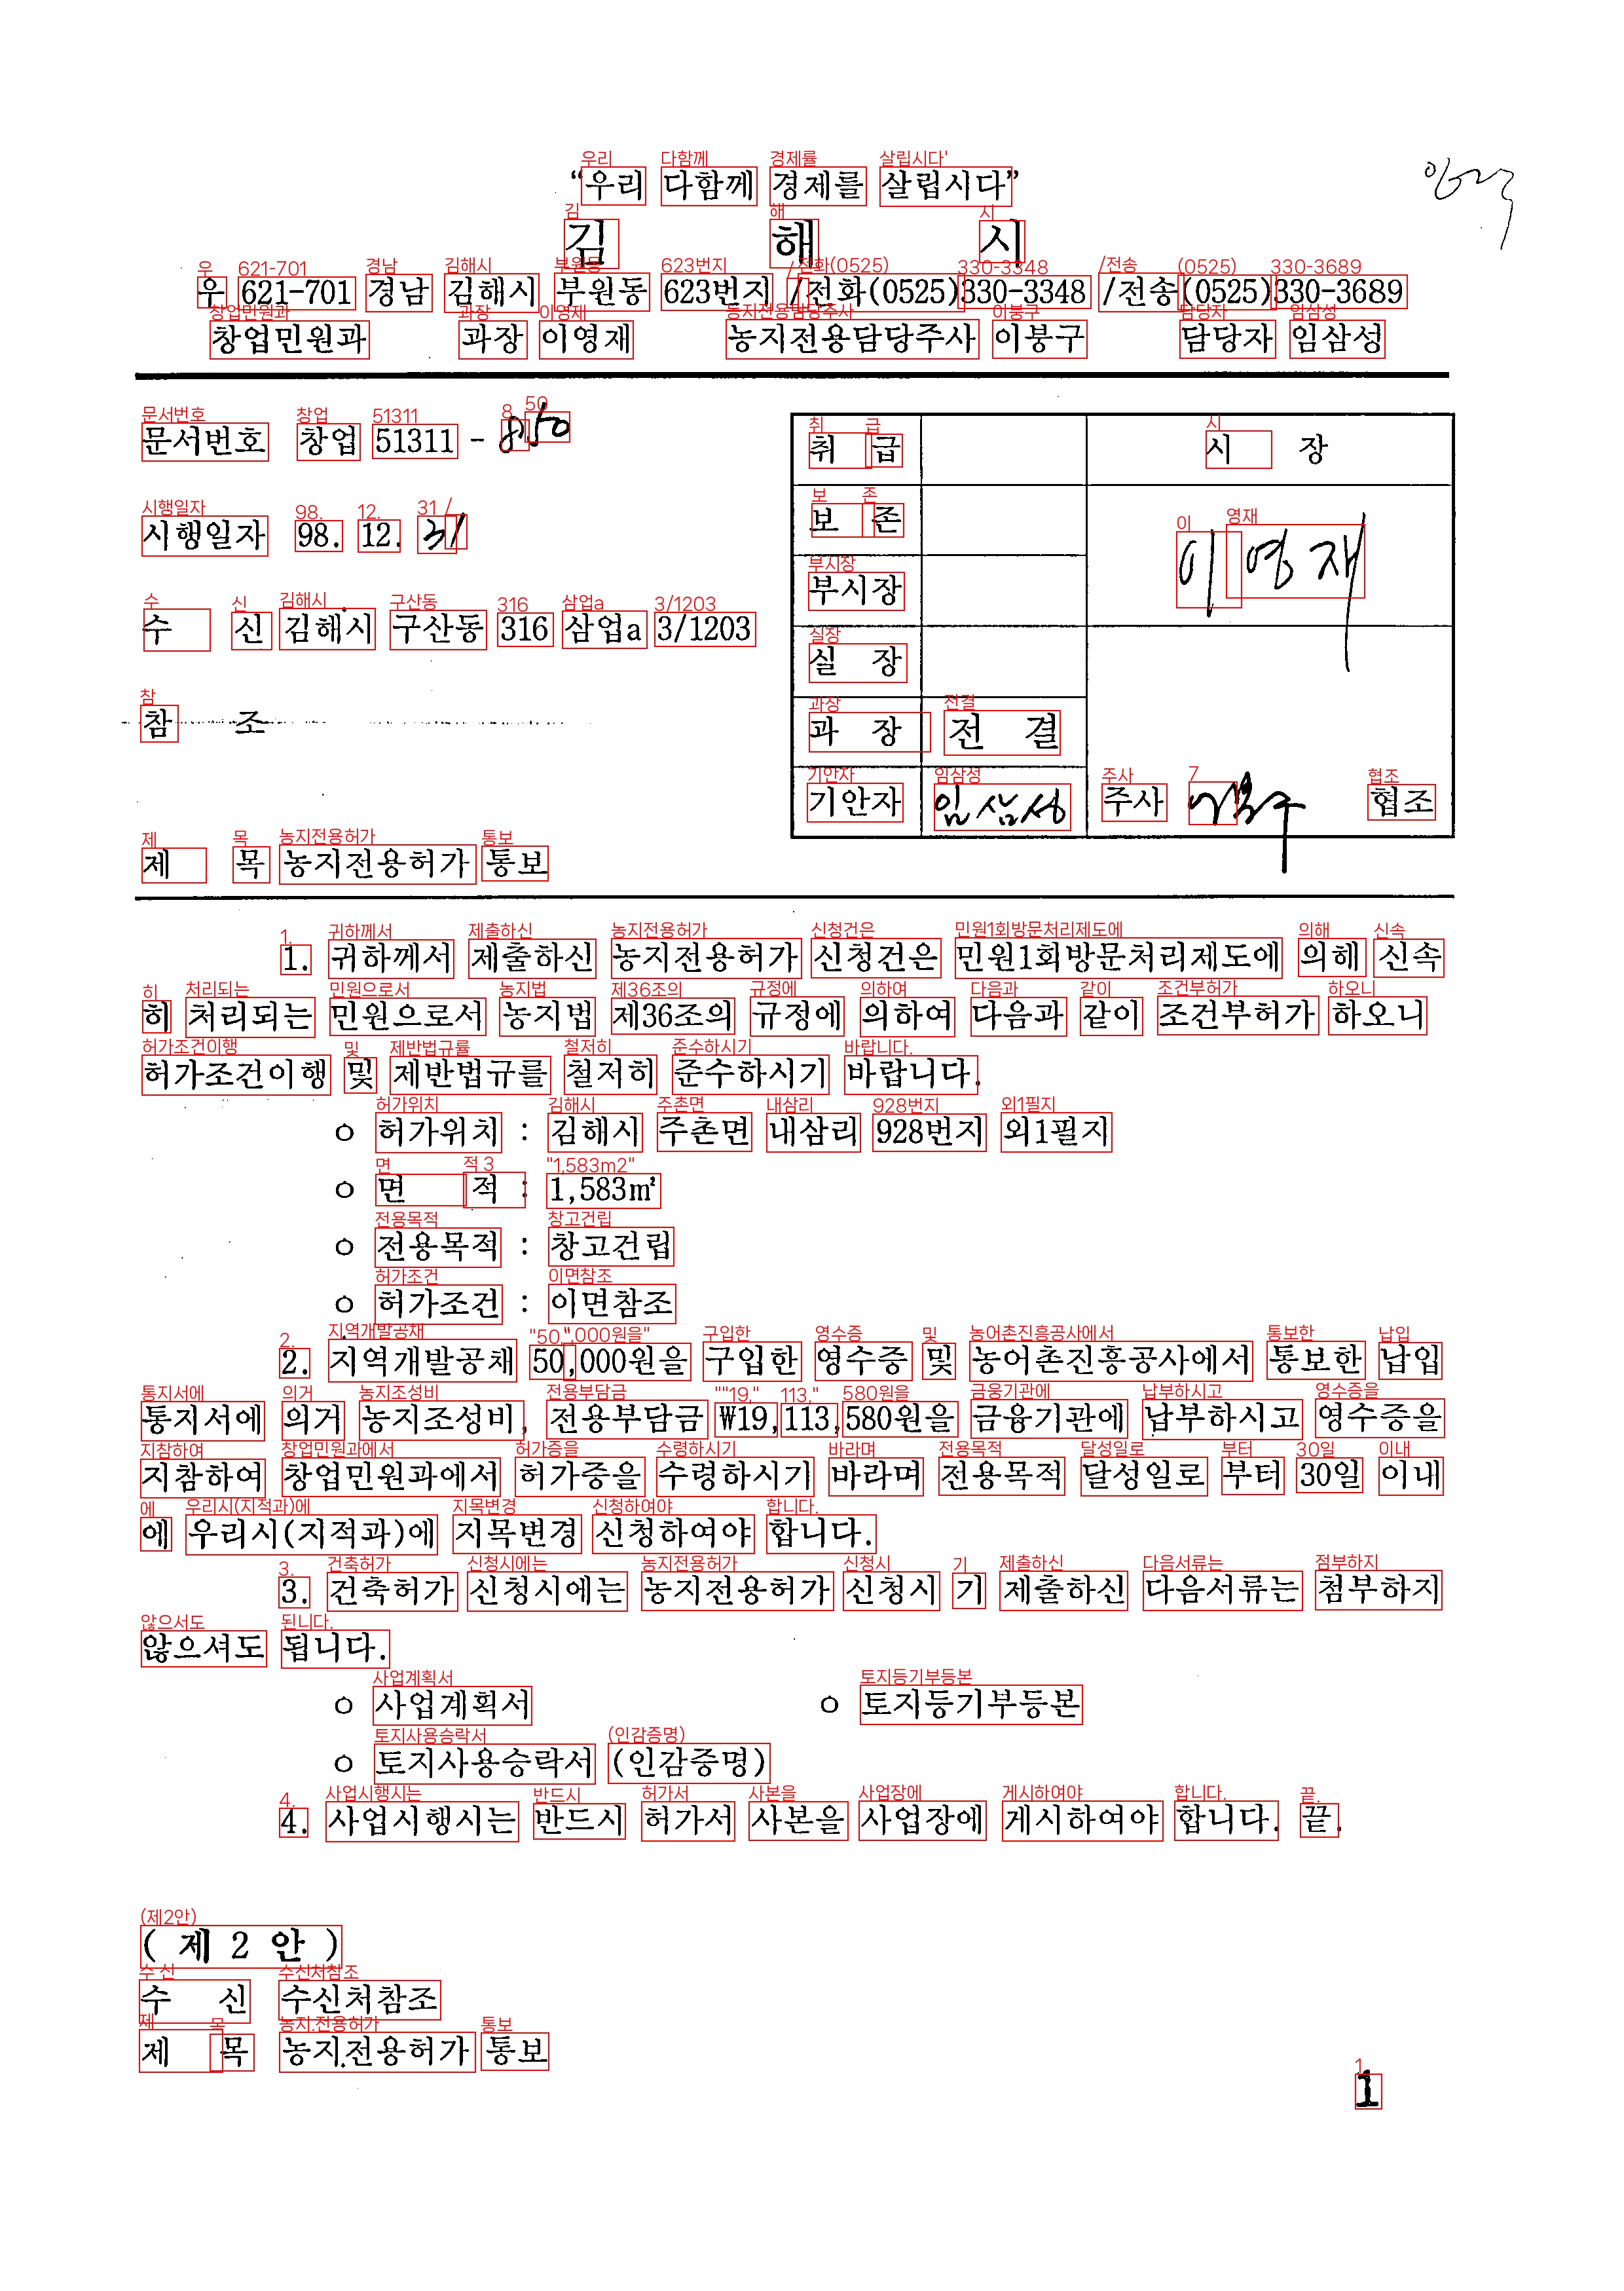 “우리 다함께 경제를 살립시다”
김 해 시
우 621-701 경남 김해시 부원동 623번지 /전화(0525)330-3348 /전송(0525)330-3689
창업민원과 과장 이영재 농지전용담당주사 이봉구 담당자 임삼성
문서번호 창업 51311 - 850
시행일자 98. 12. 31
수 신 김해시 구산동 316 삼업a 3/1203
참 조
제 목 농지전용허가 통보
취 급 시 장
보 존
부시장 이영재
실 장
과 장 전 결
기안자 임삼성 주사 협조
1. 귀하께서 제출하신 농지전용허가 신청건은 민원1회방문처리제도에 의해 신속
히 처리되는 민원으로서 농지법 제36조의 규정에 의하여 다음과 같이 조건부허가 하오니
허가조건이행 및 제반법규를 철저히 준수하시기 바랍니다.
o 허가위치 : 김해시 주촌면 내삼리 928번지 외1필지
o 면 적 : 1,583㎡
o 전용목적 : 창고건립
o 허가조건 : 이면참조
2. 지역개발공채 50,000원을 구입한 영수증 및 농어촌진흥공사에서 통보한 납입
통지서에 의거 농지조성비, 전용부담금 ₩19,113,580원을 금융기관에 납부하시고 영수증을
지참하여 창업민원과에서 허가증을 수령하시기 바라며 전용목적 달성일로 부터 30일 이내
에 우리시(지적과)에 지목변경 신청하여야 합니다.
3. 건축허가 신청시에는 농지전용허가 신청시 기 제출하신 다음서류는 첨부하지
않으셔도 됩니다.
o 사업계획서 o 토지등기부등본
o 토지사용승락서 (인감증명)
4. 사업시행시는 반드시 허가서 사본을 사업장에 게시하여야 합니다. 끝.
( 제 2 안 )
수 신 수신처참조
제 목 농지전용허가 통보
1